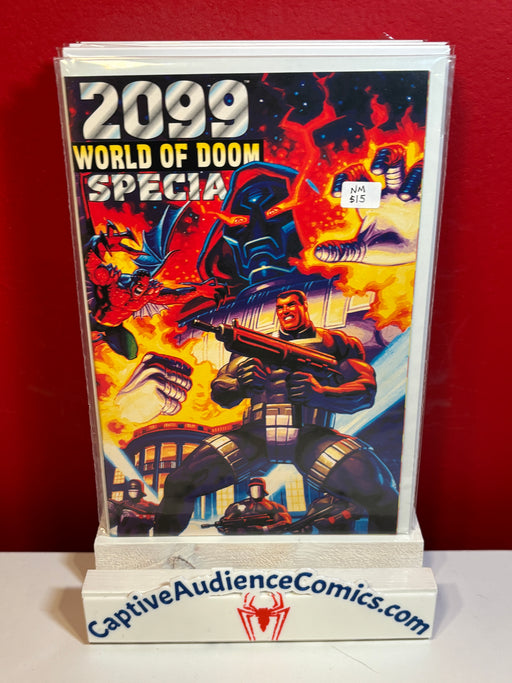 2099
WORLD OF DOOM
SPECIA
NM
$15
CaptiveAudienceComics.com